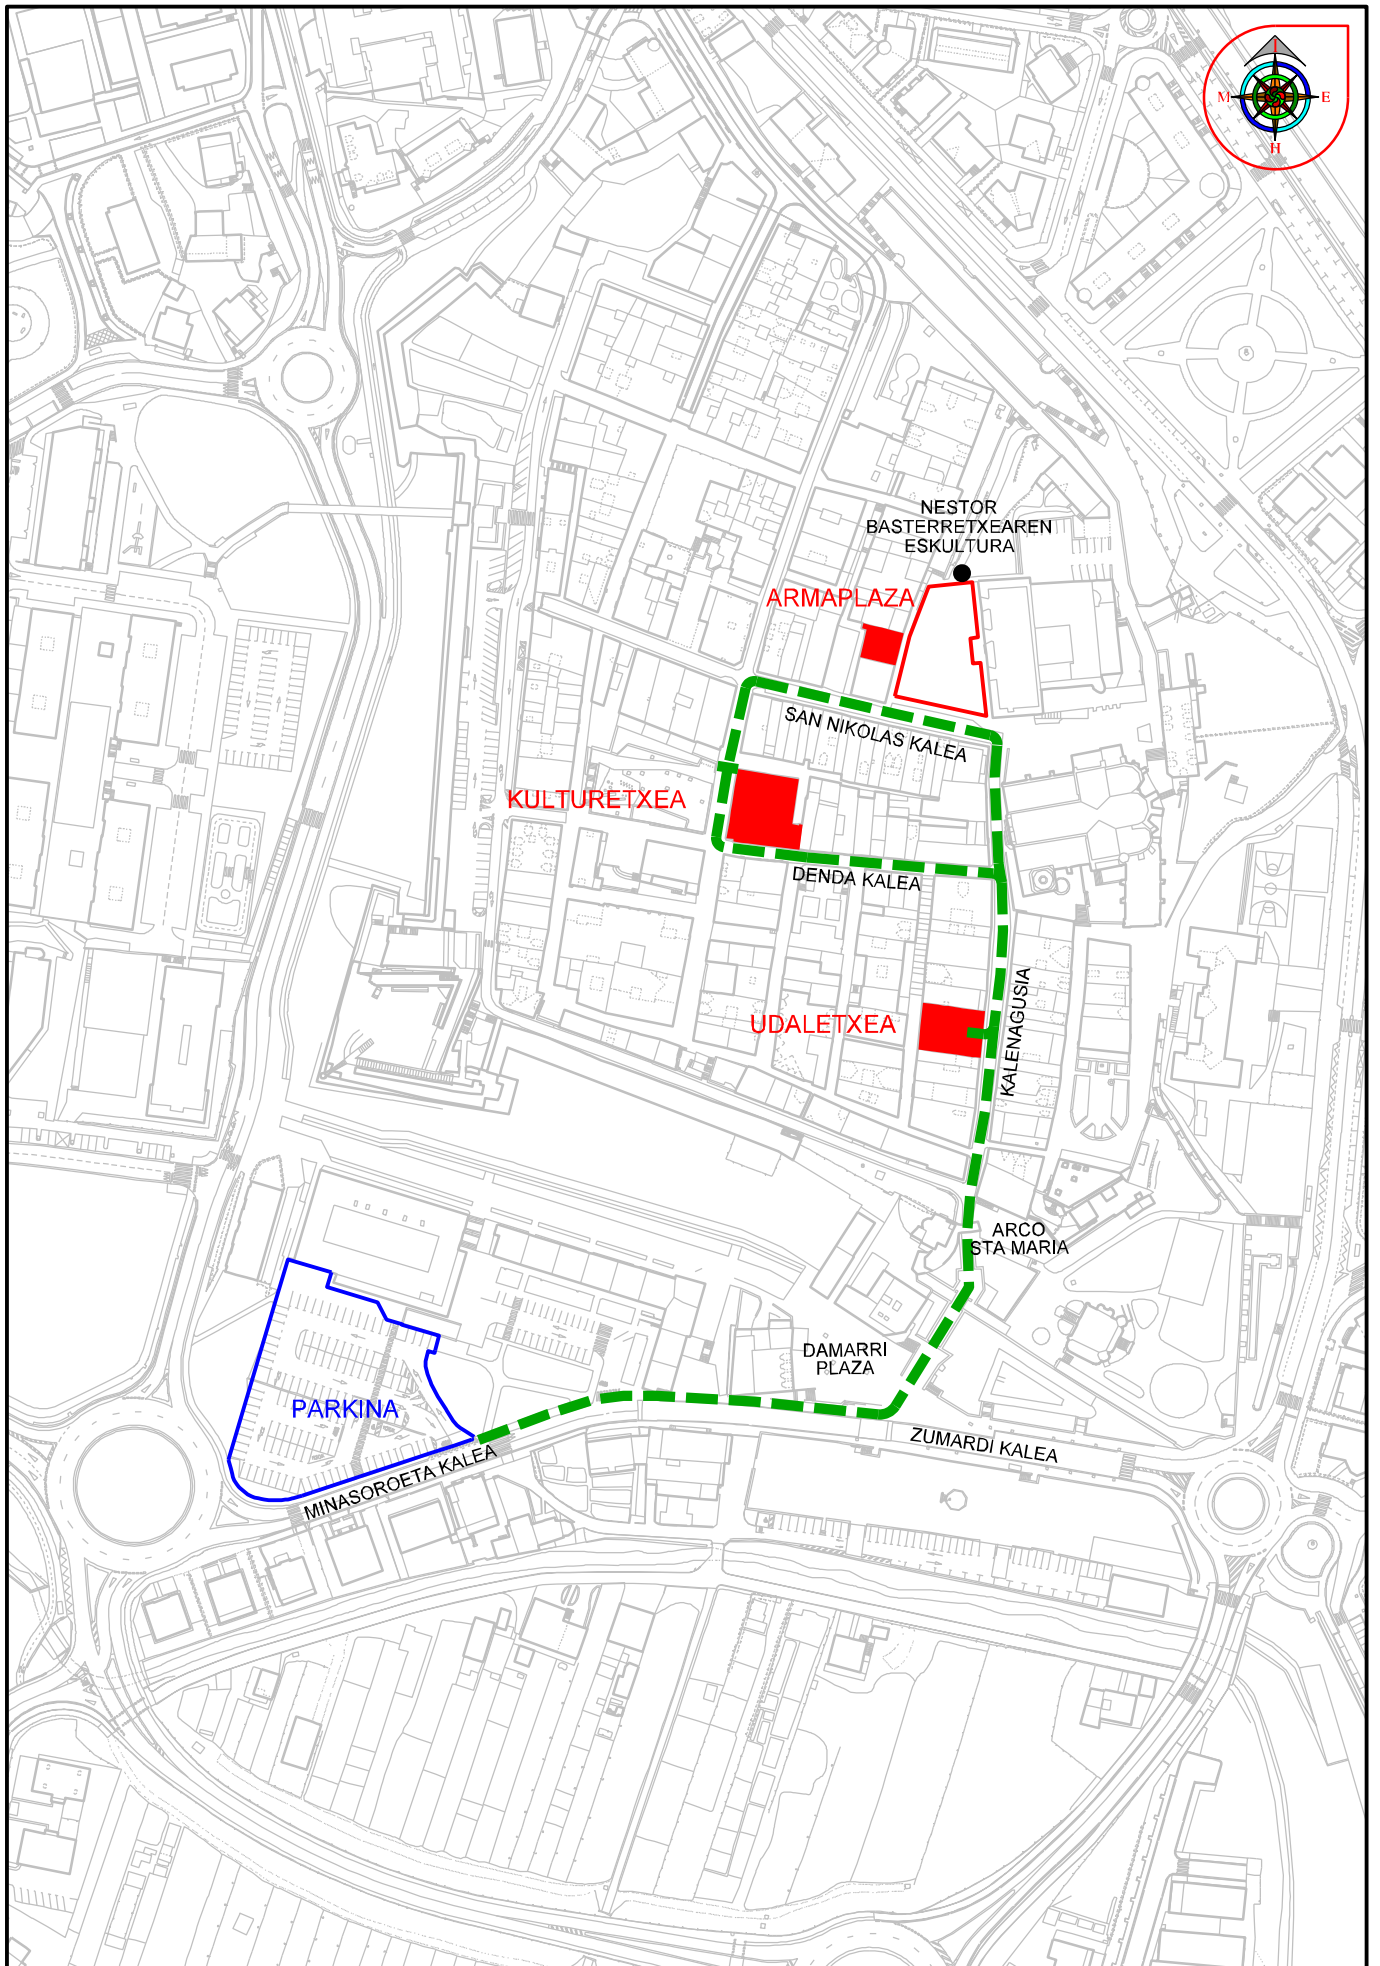 I
M
E
H
NESTOR
BASTERRETXEAREN
ESKULTURA
ARMAPLAZA
SAN NIKOLAS KALEA
KULTURETXEA
DENDA KALEA
UDALETXEA
KALENAGUSIA
ARCO
STA MARIA
DAMARRI
PLAZA
PARKINA
ZUMARDI KALEA
MINASOROETA KALEA